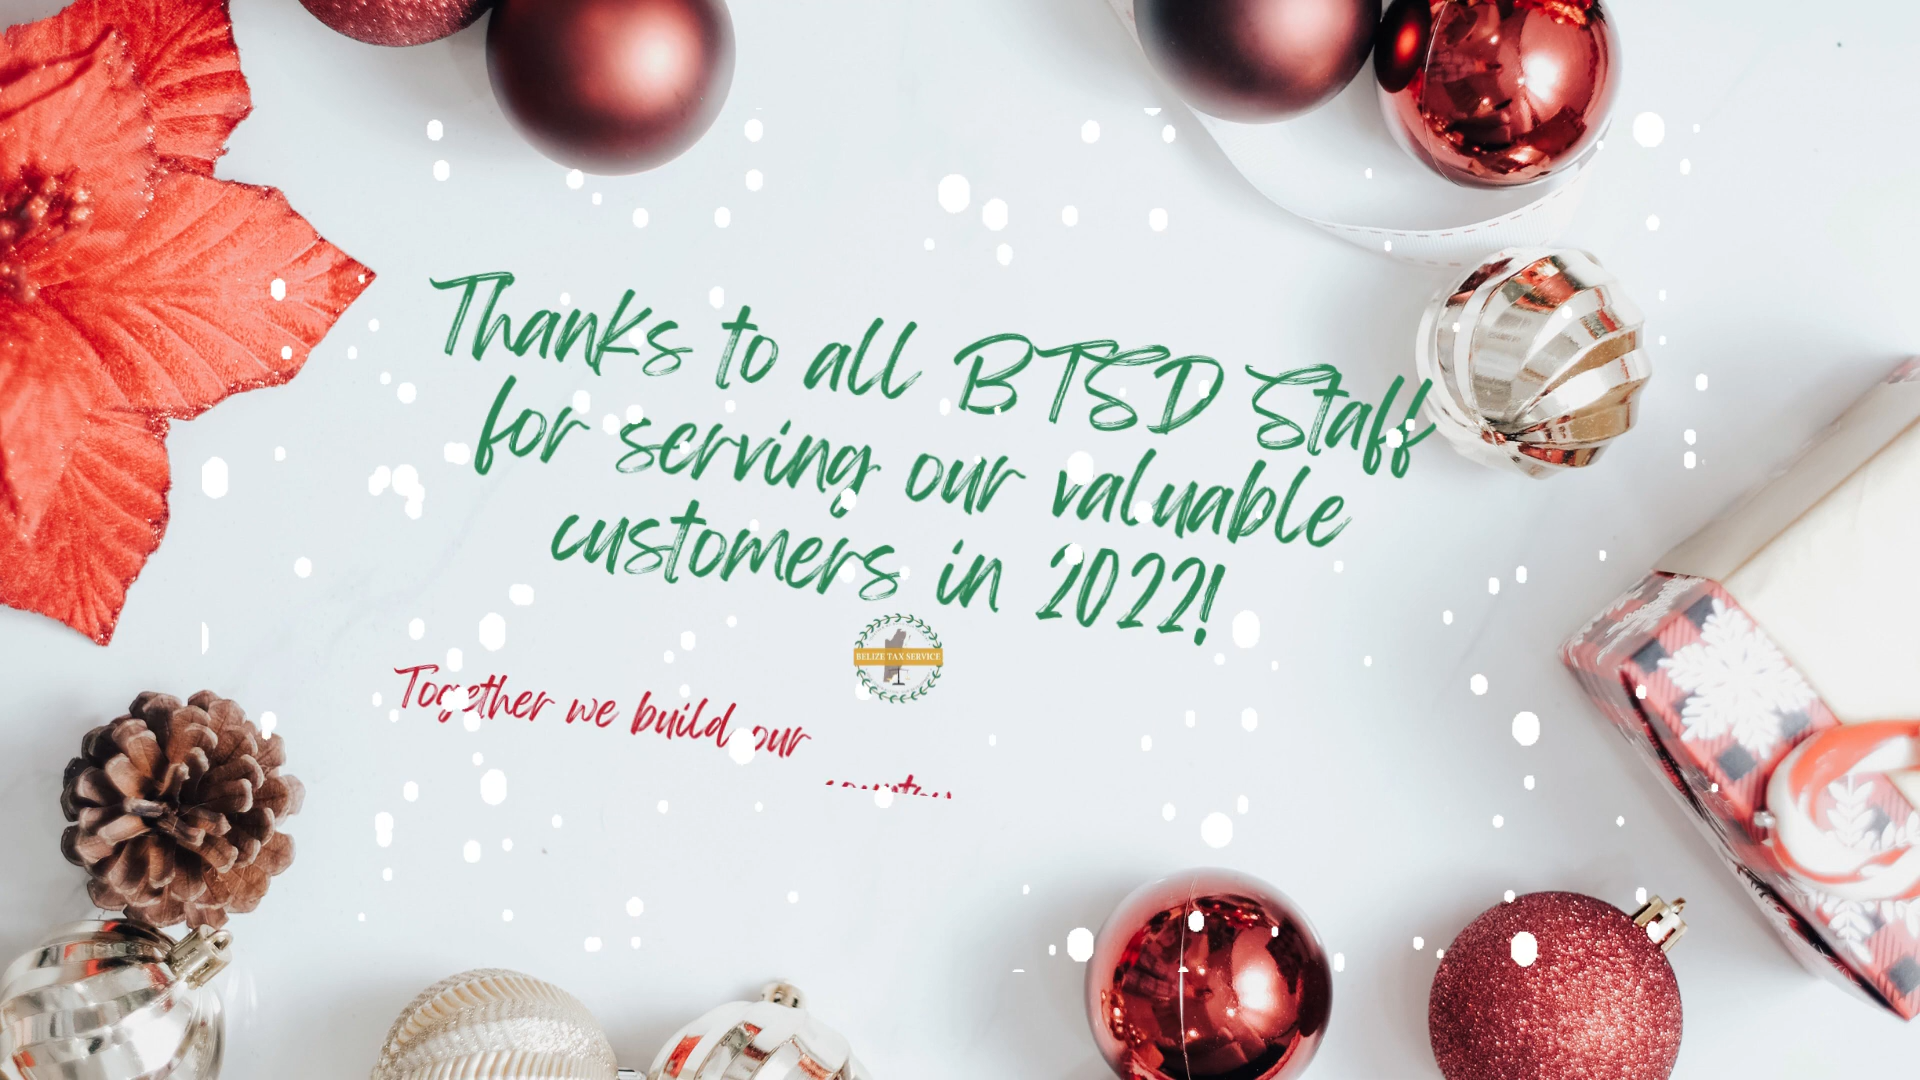 Thanks to all BTSD Staff
for serving our valuable
customers in 2022!
BELIZE TAX SERVICE
Together we build our